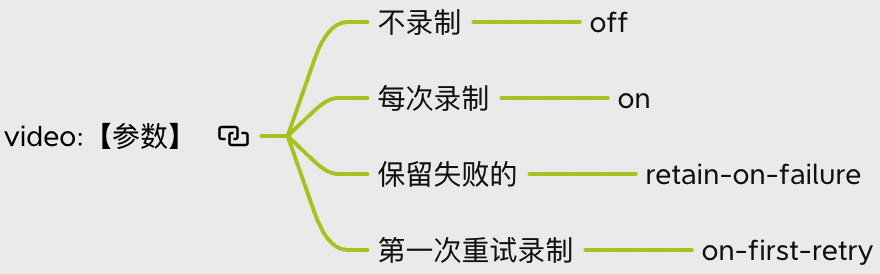 video:【参数】
不录制 off
每次录制 on
保留失败的 retain-on-failure
第一次重试录制 on-first-retry